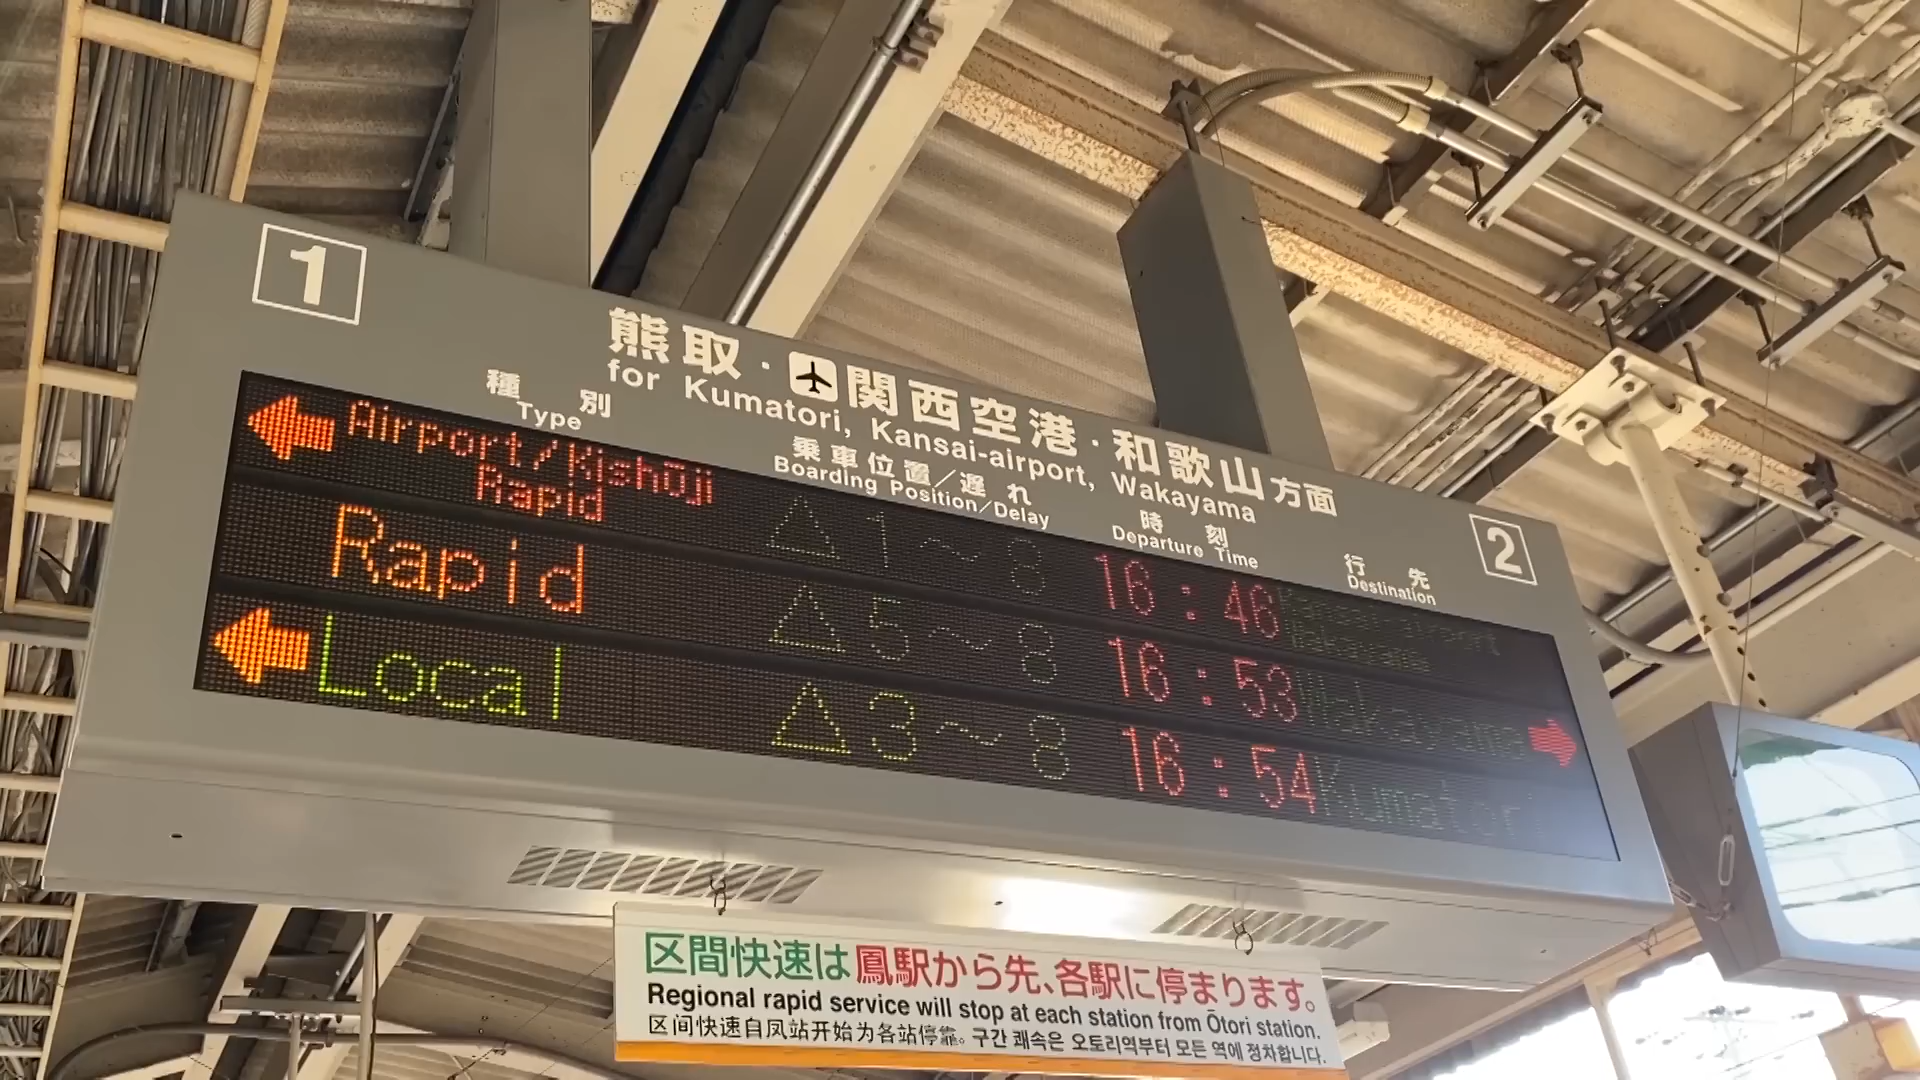 1
熊取・関西空港・和歌山方面
for Kumatori, Kansai-airport, Wakayama
2
種別
Type
乗車位置/遅れ
Boarding Position/Delay
時刻
Departure Time
行先
Destination
← Airport/Kishūji Rapid △1~8 16:46 Kansai-airport Wakayama
Rapid △5~8 16:53 Wakayama →
← Local △3~8 16:54 Kumatori
区間快速は鳳駅から先、各駅に停まります。
Regional rapid service will stop at each station from Ōtori station.
区间快速自凤站开始为各站停靠。구간 쾌속은 오토리역부터 모든 역에 정차합니다.